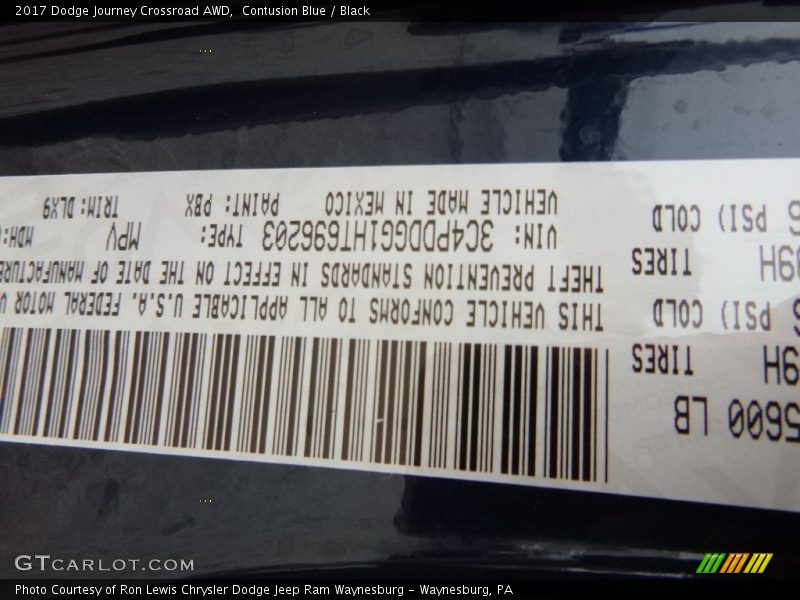 2017 Dodge Journey Crossroad AWD, Contusion Blue / Black
5600 LB
9H TIRES
PSI) COLD
09H TIRES
PSI) COLD
THIS VEHICLE CONFORMS TO ALL APPLICABLE U.S.A. FEDERAL MOTOR
THEFT PREVENTION STANDARDS IN EFFECT ON THE DATE OF MANUFACTURE
VIN: 3C4PDDGG1HT696203 TYPE: MPV MDH:
VEHICLE MADE IN MEXICO PAINT: PBX TRIM: DLX9
GTCARLOT.COM
Photo Courtesy of Ron Lewis Chrysler Dodge Jeep Ram Waynesburg - Waynesburg, PA